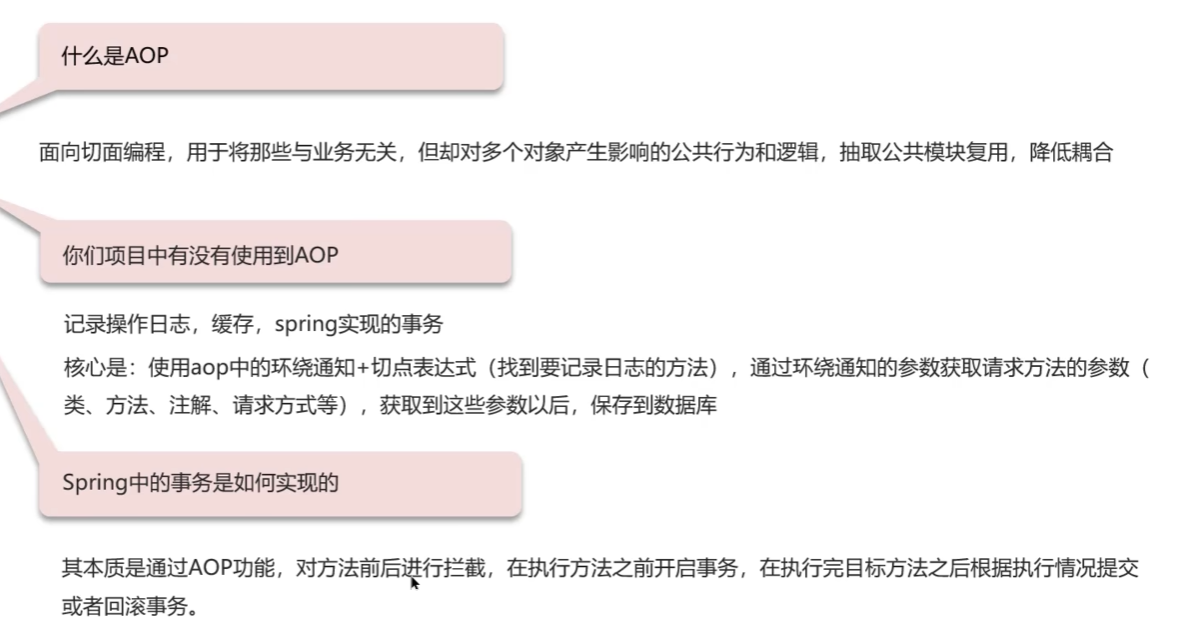 什么是AOP
面向切面编程，用于将那些与业务无关，但却对多个对象产生影响的公共行为和逻辑，抽取公共模块复用，降低耦合
你们项目中有没有使用到AOP
记录操作日志，缓存，spring实现的事务
核心是：使用aop中的环绕通知+切点表达式（找到要记录日志的方法），通过环绕通知的参数获取请求方法的参数（
类、方法、注解、请求方式等），获取到这些参数以后，保存到数据库
Spring中的事务是如何实现的
其本质是通过AOP功能，对方法前后进行拦截，在执行方法之前开启事务，在执行完目标方法之后根据执行情况提交
或者回滚事务。